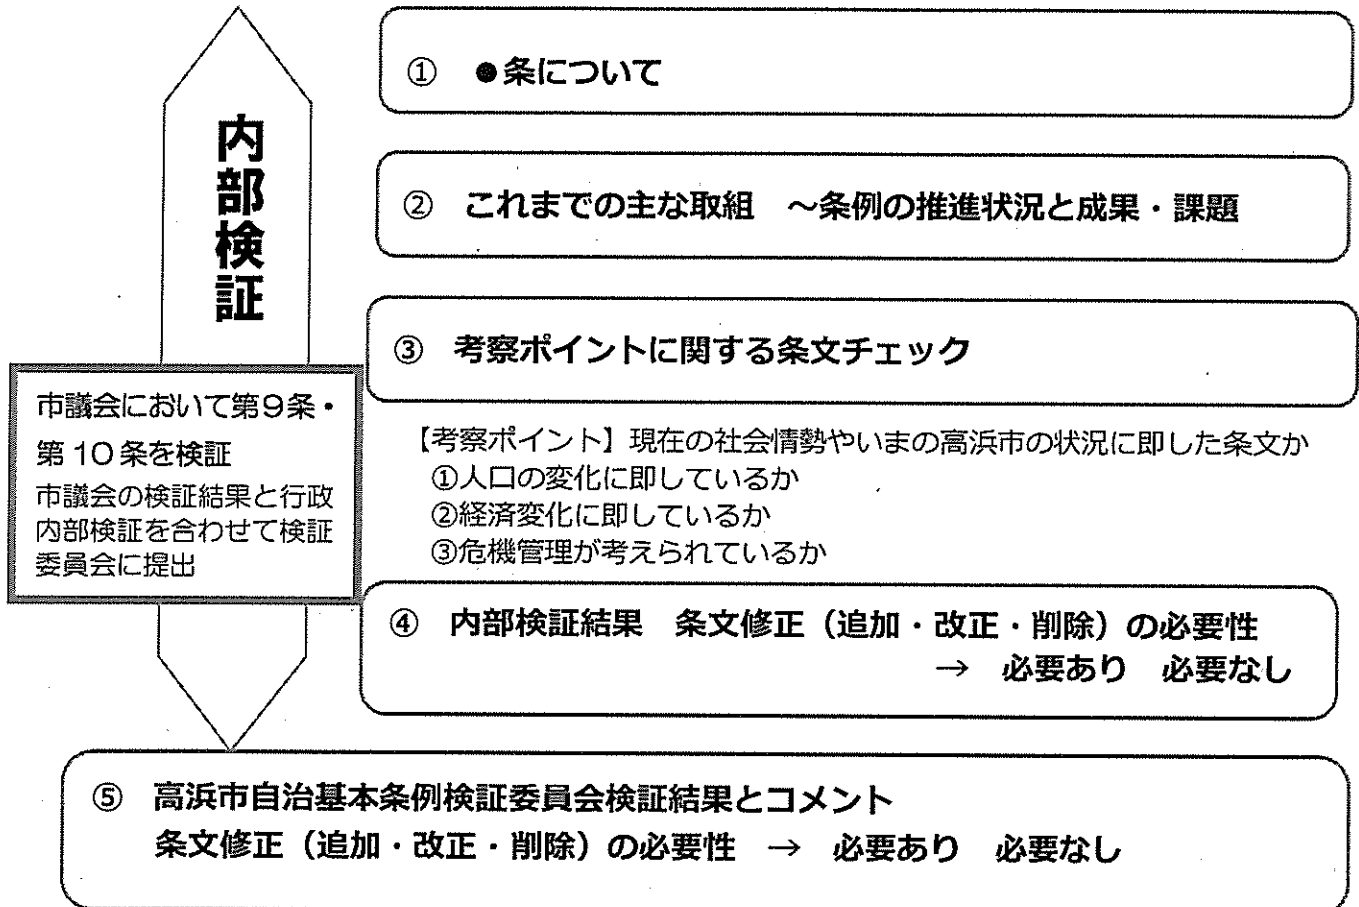 内部検証
① ●条について
② これまでの主な取組 ～条例の推進状況と成果・課題
③ 考察ポイントに関する条文チェック
【考察ポイント】現在の社会情勢やいまの高浜市の状況に即した条文か
①人口の変化に即しているか
②経済変化に即しているか
③危機管理が考えられているか
市議会において第9条・
第10条を検証
市議会の検証結果と行政
内部検証を合わせて検証
委員会に提出
④ 内部検証結果 条文修正（追加・改正・削除）の必要性
→ 必要あり 必要なし
⑤ 高浜市自治基本条例検証委員会検証結果とコメント
条文修正（追加・改正・削除）の必要性 → 必要あり 必要なし